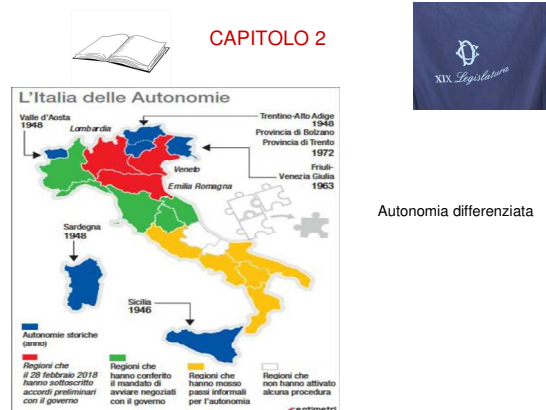 CAPITOLO 2
XIX Legislatura
L'Italia delle Autonomie
Valle d'Aosta
1948
Lombardia
Trentino-Alto Adige
1948
Provincia di Bolzano
Provincia di Trento
1972
Friuli-
Venezia Giulia
1963
Veneto
Emilia Romagna
Autonomia differenziata
Sardegna
1948
Sicilia
1946
Autonomie storiche
(anno)
Regioni che
il 28 febbraio 2018
hanno sottoscritto
accordi preliminari
con il governo
Regioni che
hanno conferito
il mandato di
avviare negoziati
con il governo
Regioni che
hanno mosso
passi informali
per l'autonomia
Regioni che
non hanno attivato
alcuna procedura
centimetri